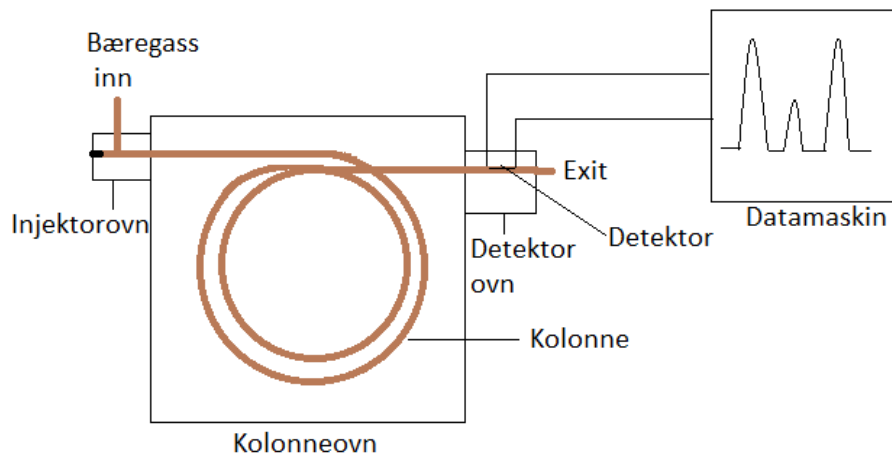 Bæregass
inn
Injektorovn
Exit
Detektor
ovn
Detektor
Datamaskin
Kolonne
Kolonneovn